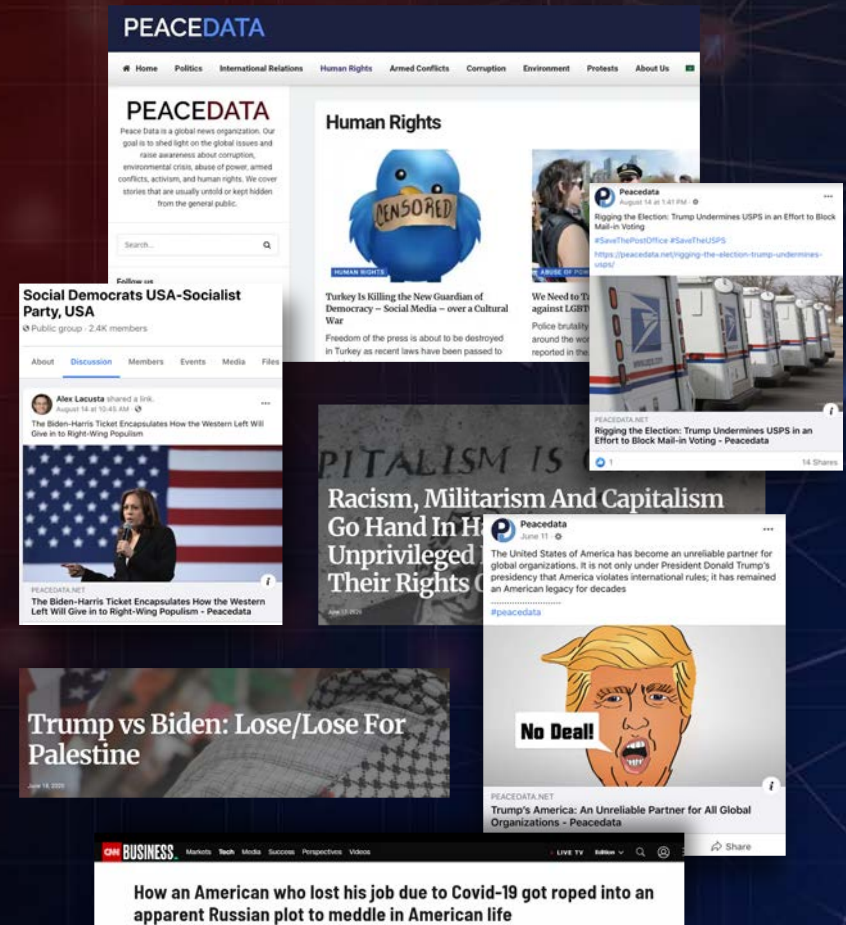 PEACEDATA
Home Politics International Relations Human Rights Armed Conflicts Corruption Environment Protests About Us
PEACEDATA
Peace Data is a global news organization. Our
goal is to shed light on the global issues and
raise awareness about corruption,
environmental crisis, abuse of power, armed
conflicts, activism, and human rights. We cover
stories that are usually untold or kept hidden
from the general public.
Search...
Follow us
Human Rights
CENSORED
HUMAN RIGHTS
Turkey Is Killing the New Guardian of
Democracy – Social Media – over a Cultural
War
Freedom of the press is about to be destroyed
in Turkey as recent laws have been passed to
ABUSE OF
We Need to
against
Police brutality
around the
reported in the
Peacedata
August 14 at 1:41 PM
Rigging the Election: Trump Undermines USPS in an Effort to Block
Mail-in Voting
#SaveThePostOffice #SaveTheUSPS
https://peacedata.net/rigging-the-election-trump-undermines-
usps/
PEACEDATA.NET
Rigging the Election: Trump Undermines USPS in an
Effort to Block Mail-in Voting - Peacedata
1 14 Shares
Social Democrats USA-Socialist
Party, USA
Public group · 2.4K members
About Discussion Members Events Media Files
Alex Lacusta shared a link.
August 14 at 10:45 AM
The Biden-Harris Ticket Encapsulates How the Western Left Will
Give in to Right-Wing Populism
PEACEDATA.NET
The Biden-Harris Ticket Encapsulates How the Western
Left Will Give in to Right-Wing Populism - Peacedata
PITALISM IS
Racism, Militarism And Capitalism
Go Hand In
Unprivileged
Their Rights
Peacedata
June 11
The United States of America has become an unreliable partner for
global organizations. It is not only under President Donald Trump's
presidency that America violates international rules; it has remained
an American legacy for decades
#peacedata
No Deal!
PEACEDATA.NET
Trump's America: An Unreliable Partner for All Global
Organizations - Peacedata
Share
Trump vs Biden: Lose/Lose For
Palestine
CNN BUSINESS Markets Tech Media Success Perspectives Videos LIVE TV Edition
How an American who lost his job due to Covid-19 got roped into an
apparent Russian plot to meddle in American life